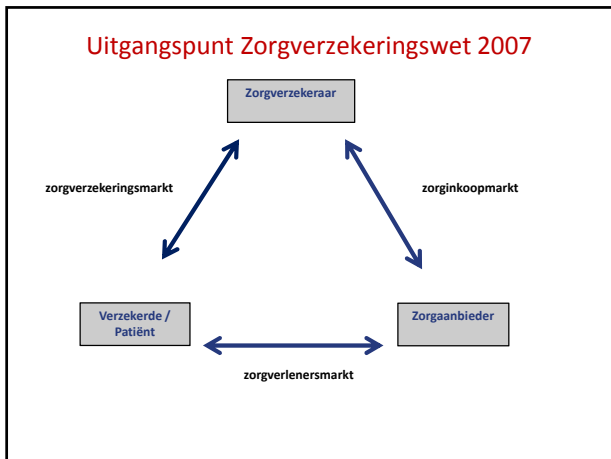 Uitgangspunt Zorgverzekeringswet 2007
Zorgverzekeraar
zorgverzekeringsmarkt
zorginkoopmarkt
Verzekerde /
Patiënt
Zorgaanbieder
zorgverlenersmarkt